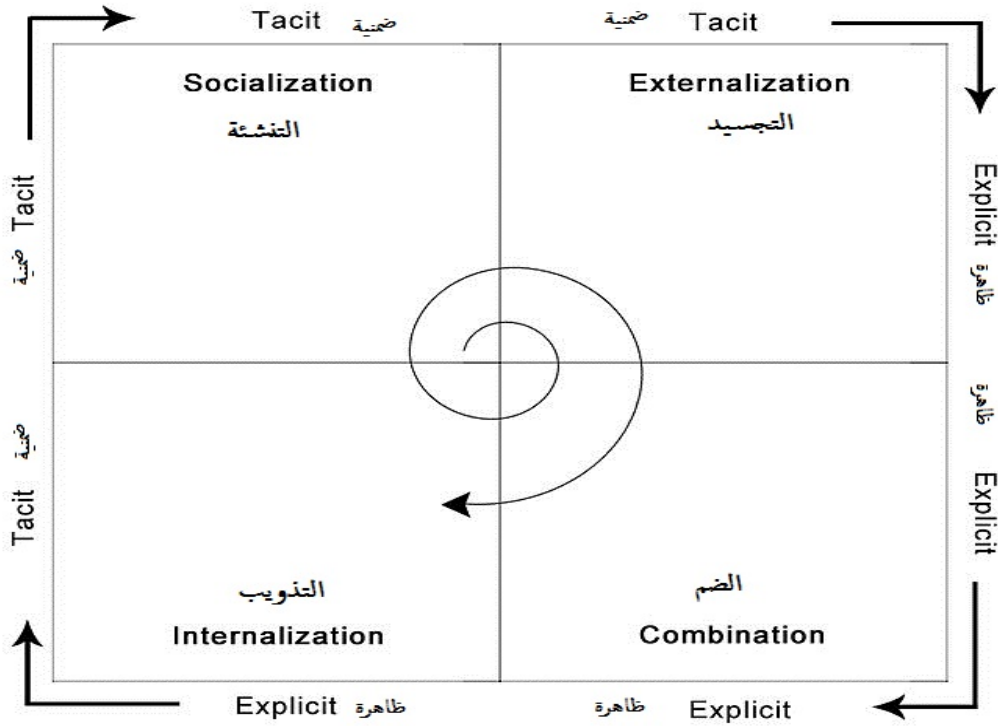 Tacit ضمنية
ضمنية Tacit
Socialization
التنشئة
Externalization
التجسيد
Tacit
ضمنية
Explicit
ظاهرة
ضمنية
Tacit
ظاهرة
Explicit
التذويب
Internalization
الضم
Combination
Explicit ظاهرة
ظاهرة Explicit